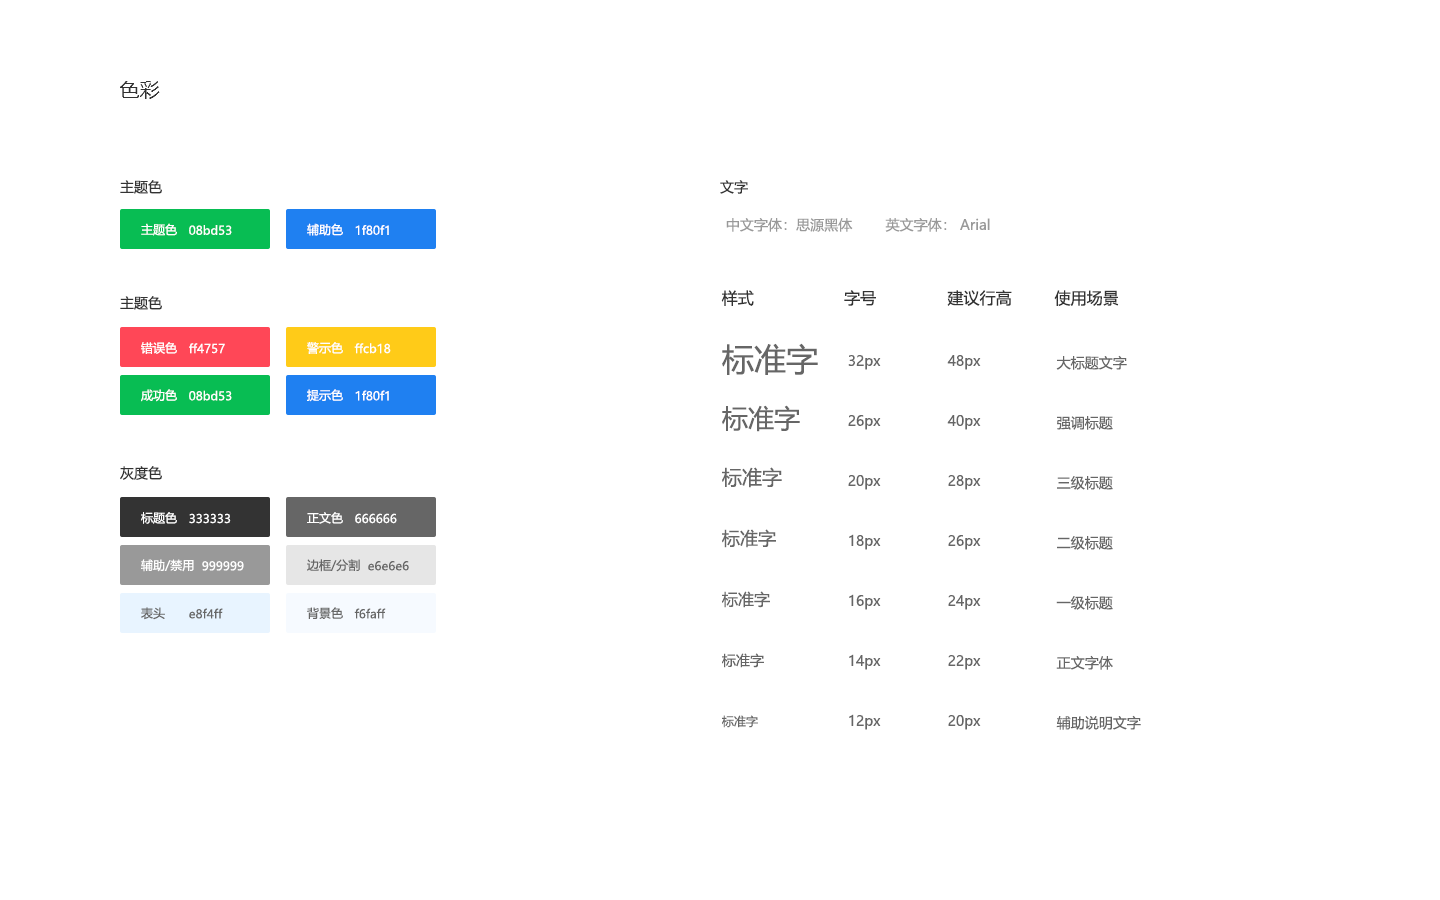 色彩
主题色
主题色 08bd53
辅助色 1f80f1
主题色
错误色 ff4757
警示色 ffcb18
成功色 08bd53
提示色 1f80f1
灰度色
标题色 333333
正文色 666666
辅助/禁用 999999
边框/分割 e6e6e6
表头 e8f4ff
背景色 f6faff
文字
中文字体：思源黑体 英文字体： Arial
样式 字号 建议行高 使用场景
标准字 32px 48px 大标题文字
标准字 26px 40px 强调标题
标准字 20px 28px 三级标题
标准字 18px 26px 二级标题
标准字 16px 24px 一级标题
标准字 14px 22px 正文字体
标准字 12px 20px 辅助说明文字